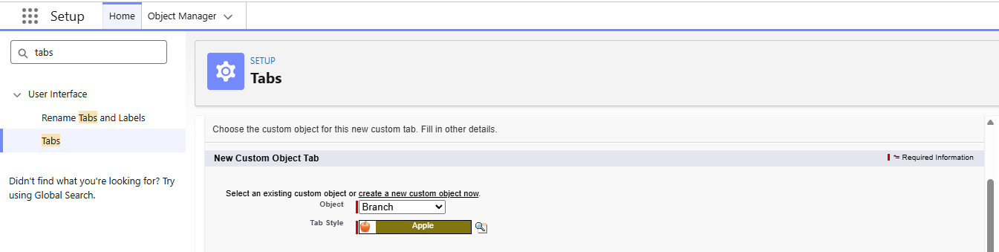 Setup
Home
Object Manager
tabs
SETUP
Tabs
User Interface
Rename Tabs and Labels
Tabs
Didn't find what you're looking for? Try
using Global Search.
Choose the custom object for this new custom tab. Fill in other details.
New Custom Object Tab
*= Required Information
Select an existing custom object or create a new custom object now.
Object
Branch
Tab Style
Apple